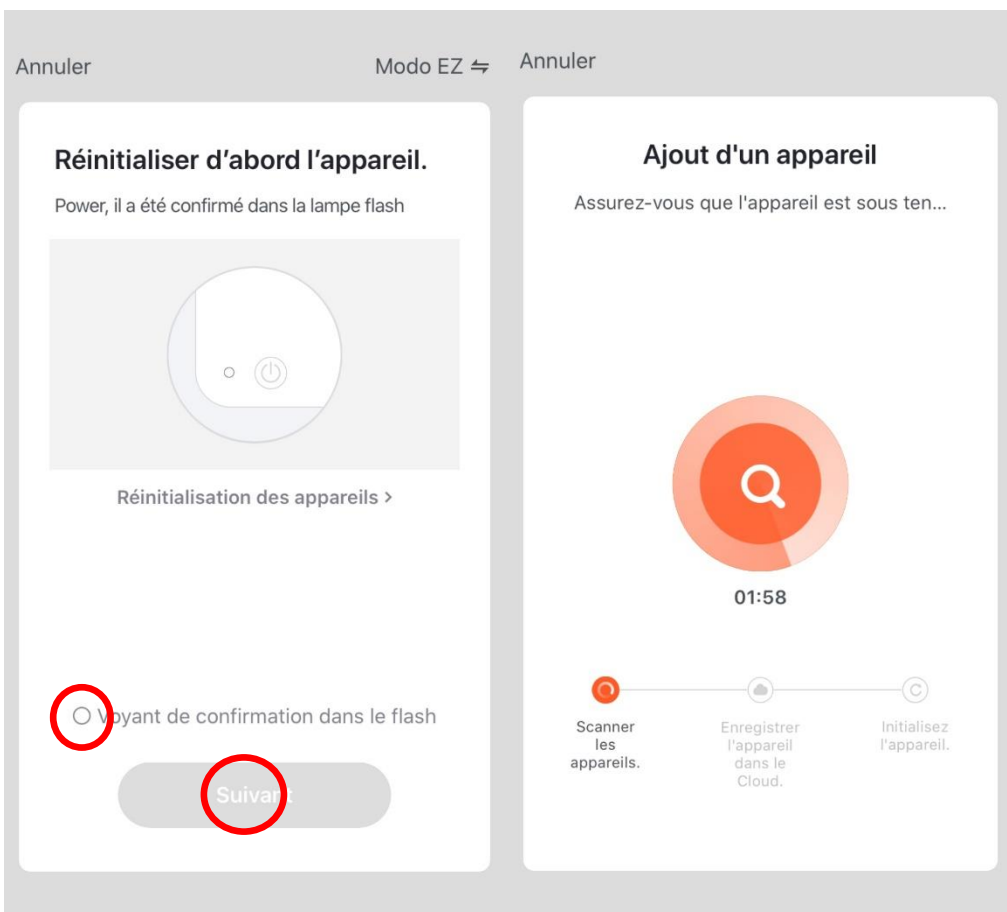 Annuler
Modo EZ ⇋
Réinitialiser d'abord l'appareil.
Power, il a été confirmé dans la lampe flash
Réinitialisation des appareils >
Voyant de confirmation dans le flash
Suivant
Annuler
Ajout d'un appareil
Assurez-vous que l'appareil est sous ten...
01:58
Scanner
les
appareils.
Enregistrer
l'appareil
dans le
Cloud.
Initialisez
l'appareil.